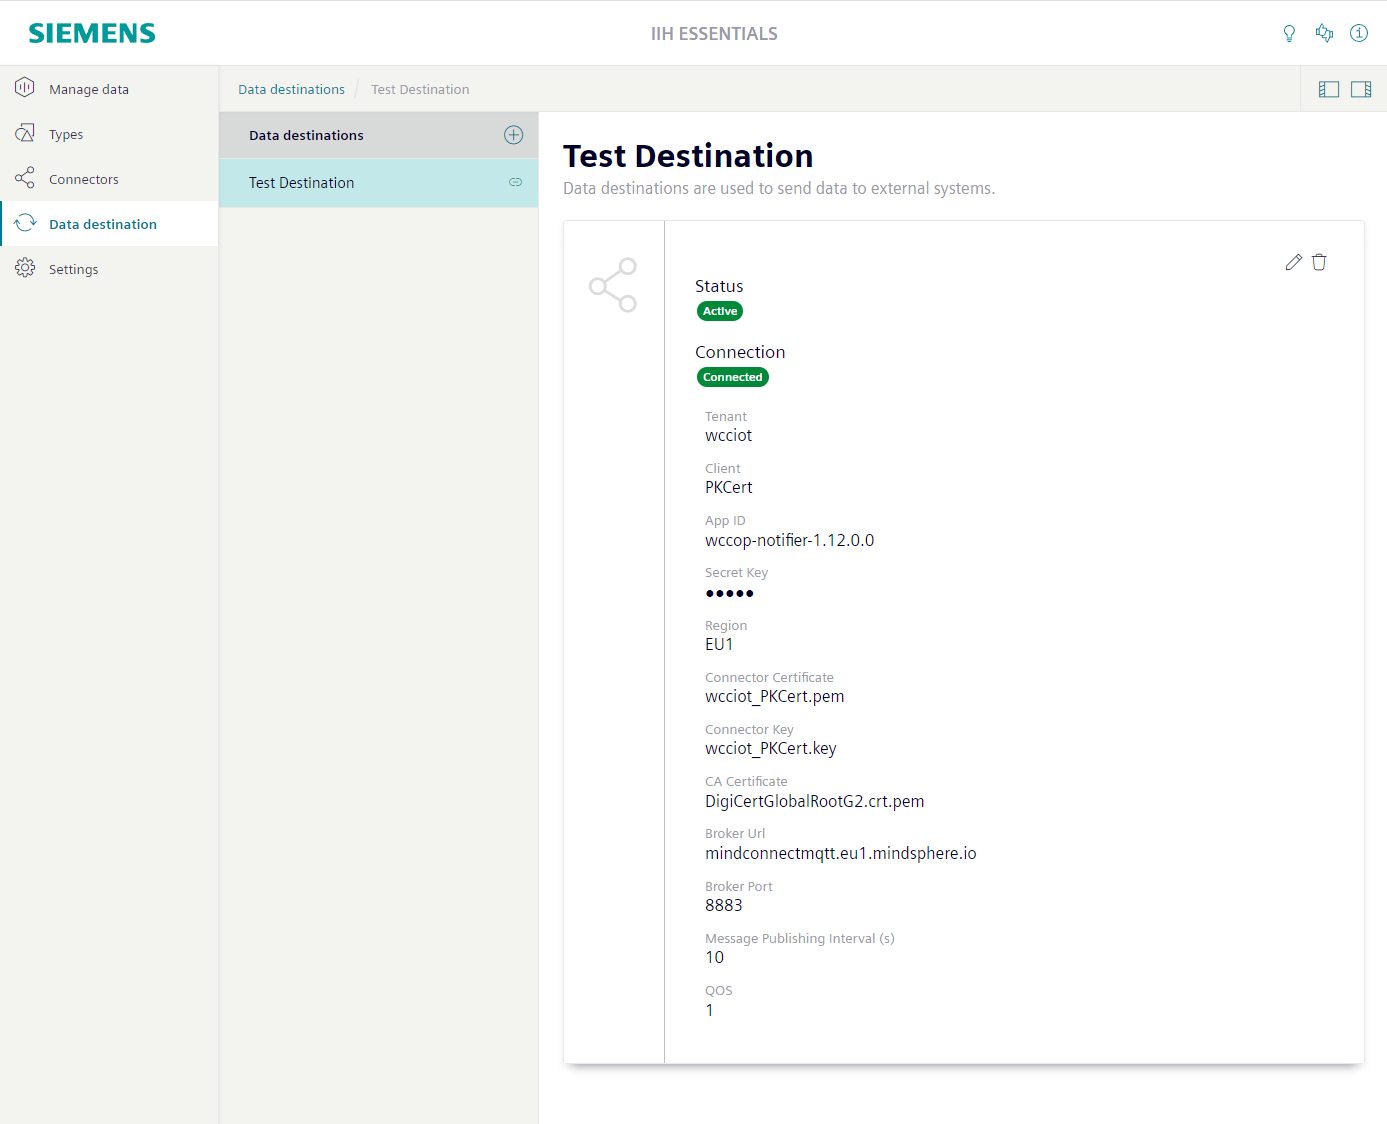 SIEMENS
IIH ESSENTIALS
Manage data
Types
Connectors
Data destination
Settings
Data destinations
Test Destination
Data destinations
Test Destination
Test Destination
Data destinations are used to send data to external systems.
Status
Active
Connection
Connected
Tenant
wcciot
Client
PKCert
App ID
wccop-notifier-1.12.0.0
Secret Key
•••••
Region
EU1
Connector Certificate
wcciot_PKCert.pem
Connector Key
wcciot_PKCert.key
CA Certificate
DigiCertGlobalRootG2.crt.pem
Broker Url
mindconnectmqtt.eu1.mindsphere.io
Broker Port
8883
Message Publishing Interval (s)
10
QOS
1